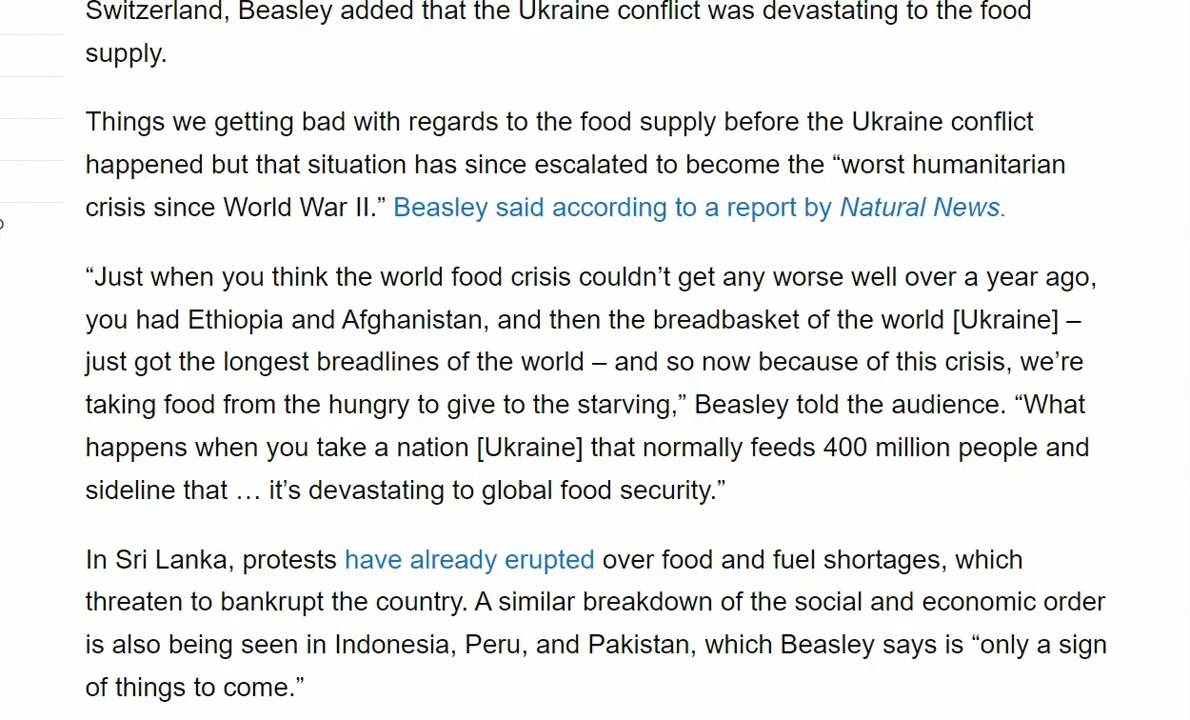 Switzerland, Beasley added that the Ukraine conflict was devastating to the food
supply.
Things we getting bad with regards to the food supply before the Ukraine conflict
happened but that situation has since escalated to become the “worst humanitarian
crisis since World War II.” Beasley said according to a report by Natural News.
“Just when you think the world food crisis couldn’t get any worse well over a year ago,
you had Ethiopia and Afghanistan, and then the breadbasket of the world [Ukraine] –
just got the longest breadlines of the world – and so now because of this crisis, we’re
taking food from the hungry to give to the starving,” Beasley told the audience. “What
happens when you take a nation [Ukraine] that normally feeds 400 million people and
sideline that … it’s devastating to global food security.”
In Sri Lanka, protests have already erupted over food and fuel shortages, which
threaten to bankrupt the country. A similar breakdown of the social and economic order
is also being seen in Indonesia, Peru, and Pakistan, which Beasley says is “only a sign
of things to come.”